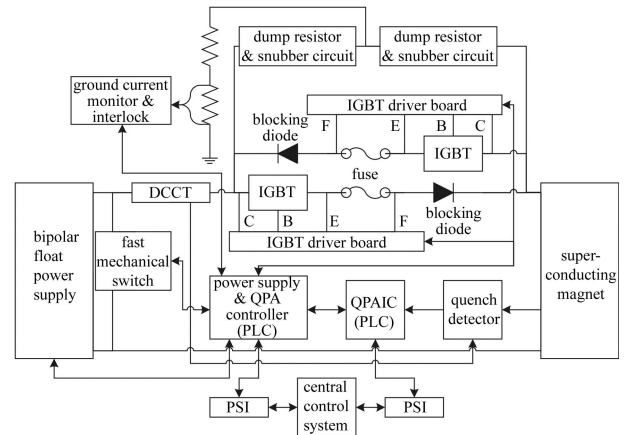 dump resistor
& snubber circuit
dump resistor
& snubber circuit
ground current
monitor &
interlock
IGBT driver board
blocking
diode
F
E
B
C
IGBT
fuse
DCCT
IGBT
blocking
diode
C
B
E
F
IGBT driver board
bipolar
float
power
supply
fast
mechanical
switch
power supply
& QPA
controller
(PLC)
QPAIC
(PLC)
quench
detector
super-
conducting
magnet
PSI
central
control
system
PSI